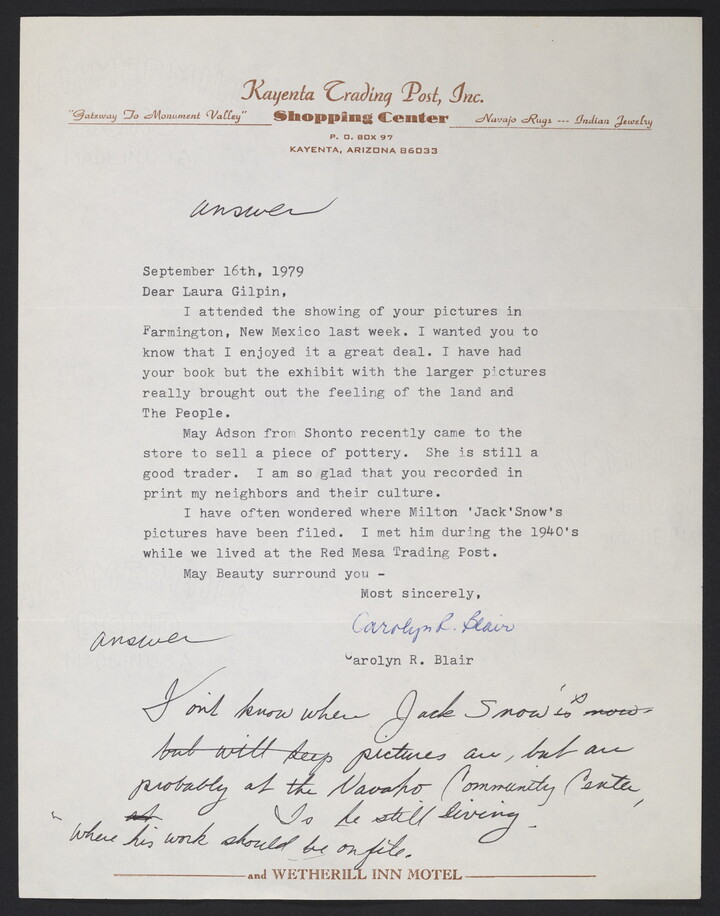 Kayenta Trading Post, Inc.
"Gateway To Monument Valley" Shopping Center Navajo Rugs --- Indian Jewelry
P. O. BOX 97
KAYENTA, ARIZONA 86033
answer
September 16th, 1979
Dear Laura Gilpin,
I attended the showing of your pictures in
Farmington, New Mexico last week. I wanted you to
know that I enjoyed it a great deal. I have had
your book but the exhibit with the larger pictures
really brought out the feeling of the land and
The People.
May Adson from Shonto recently came to the
store to sell a piece of pottery. She is still a
good trader. I am so glad that you recorded in
print my neighbors and their culture.
I have often wondered where Milton 'Jack'Snow's
pictures have been filed. I met him during the 1940's
while we lived at the Red Mesa Trading Post.
May Beauty surround you -
Most sincerely,
Carolyn R. Blair
answer
Carolyn R. Blair
Don't know where Jack Snow's is now
but will keep pictures are, but are
probably at the Navajo Community Center,
at Is he still living -
"where his work should be on file.
and WETHERILL INN MOTEL